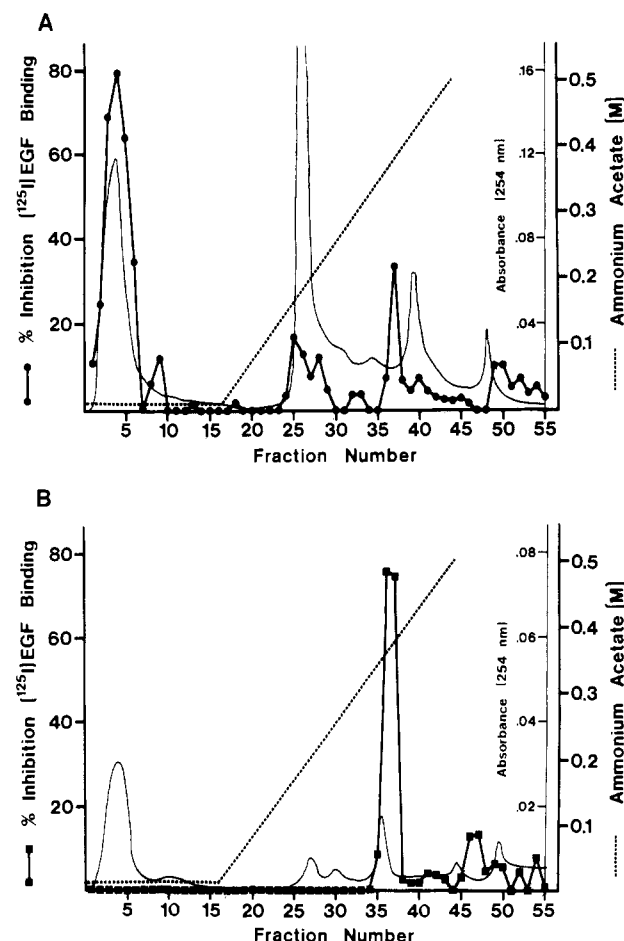 A
% Inhibition [125I]EGF Binding
80
60
40
20
.16
.12
.08
.04
Absorbance [254 nm]
0.5
0.4
0.3
0.2
0.1
Ammonium Acetate [M]
5 10 15 20 25 30 35 40 45 50 55
Fraction Number
B
% Inhibition [125I]EGF Binding
80
60
40
20
.08
.06
.04
.02
Absorbance [254 nm]
0.5
0.4
0.3
0.2
0.1
Ammonium Acetate [M]
5 10 15 20 25 30 35 40 45 50 55
Fraction Number